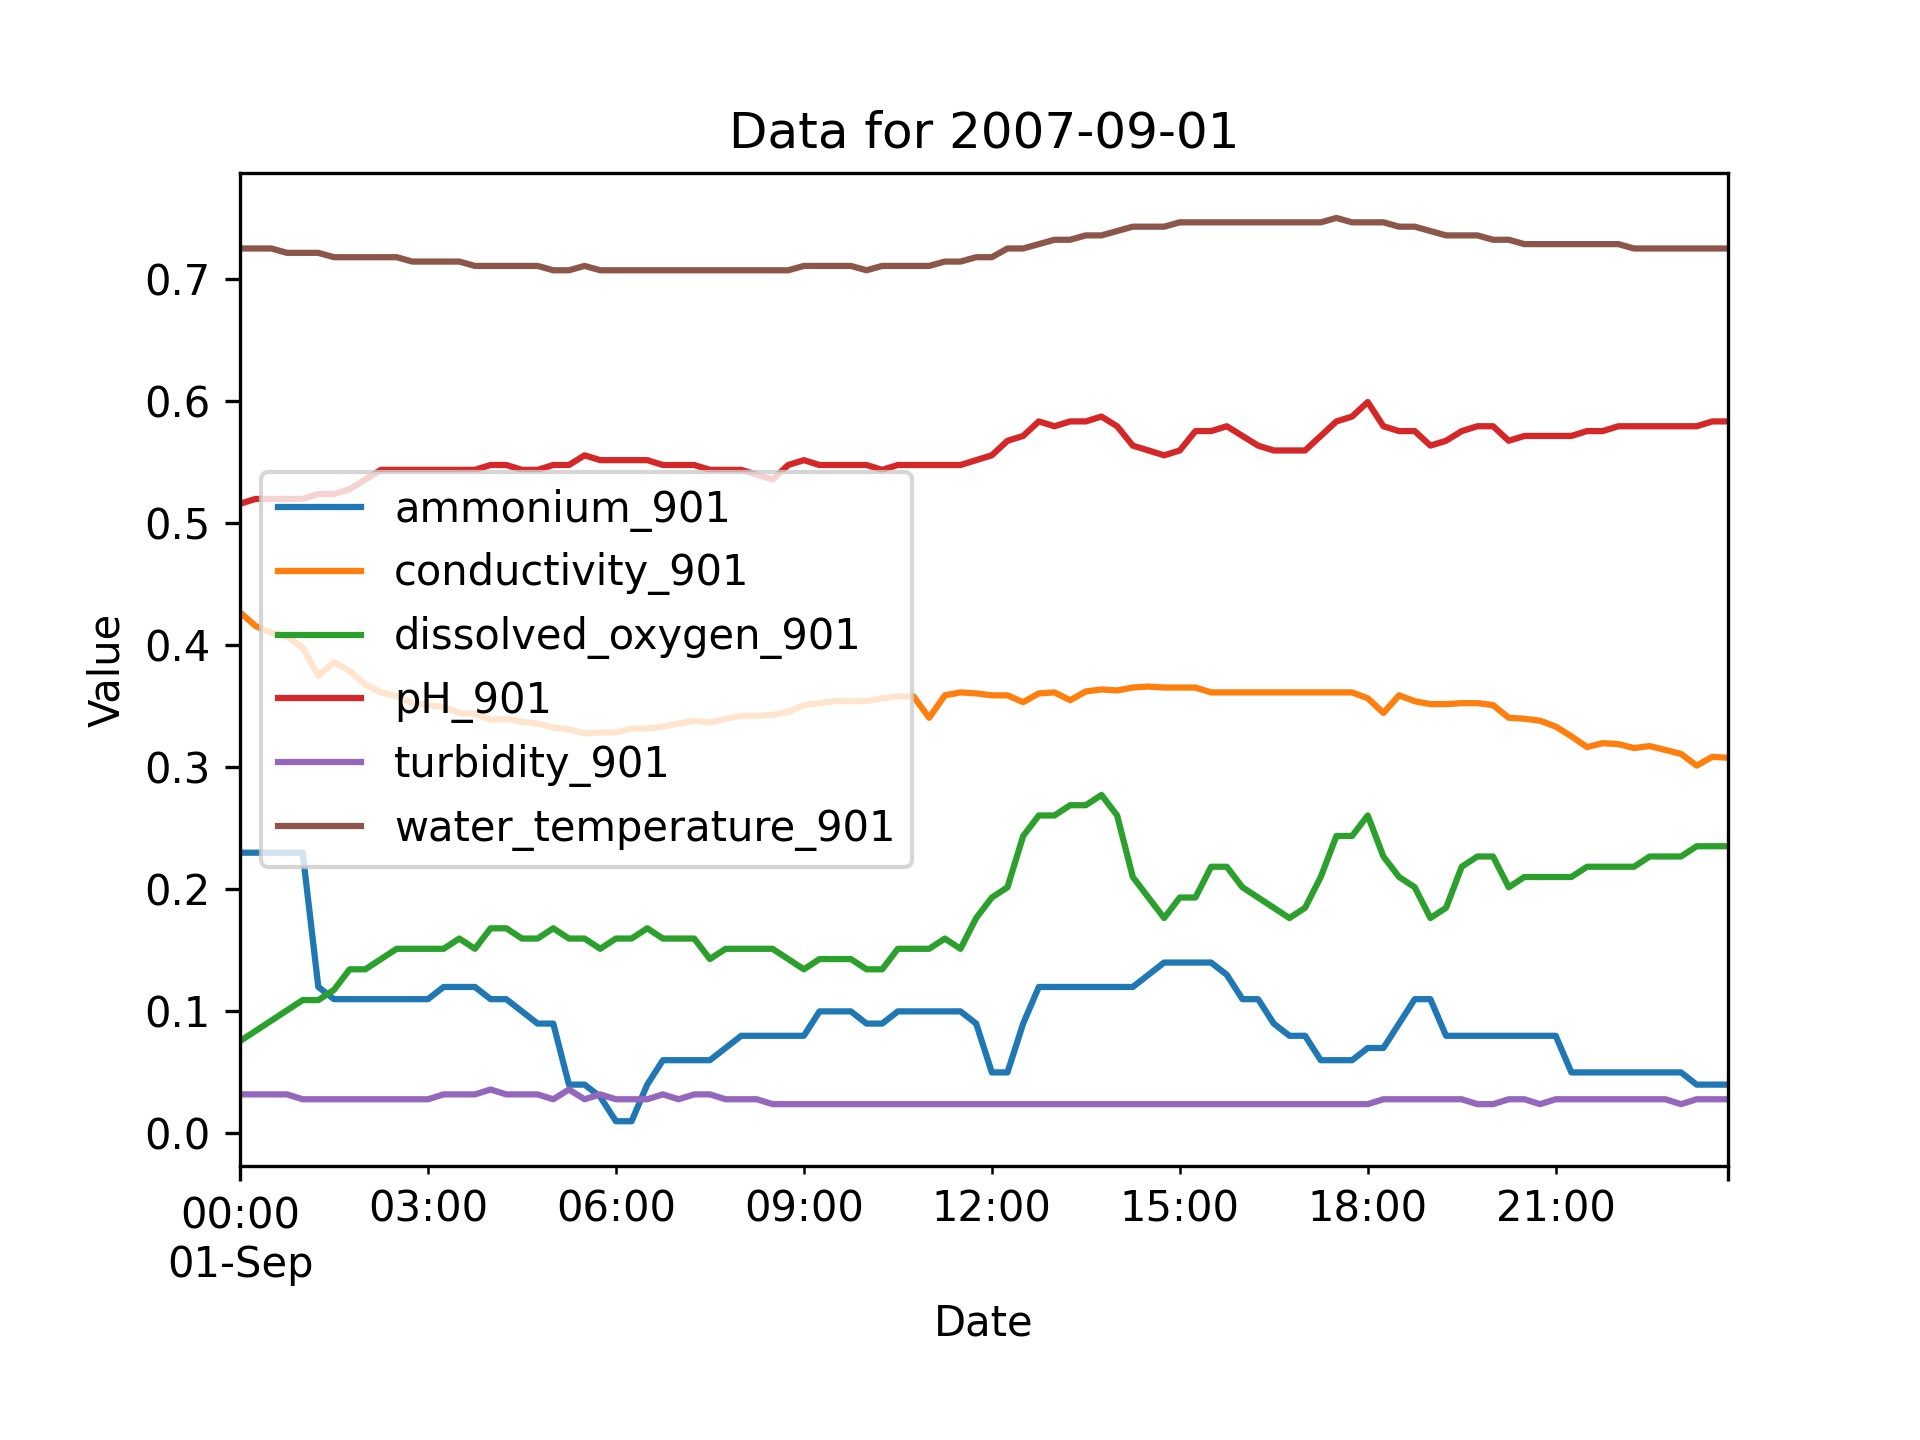 Data for 2007-09-01
Value
0.7
0.6
0.5
0.4
0.3
0.2
0.1
0.0
ammonium_901
conductivity_901
dissolved_oxygen_901
pH_901
turbidity_901
water_temperature_901
00:00 03:00 06:00 09:00 12:00 15:00 18:00 21:00
01-Sep
Date